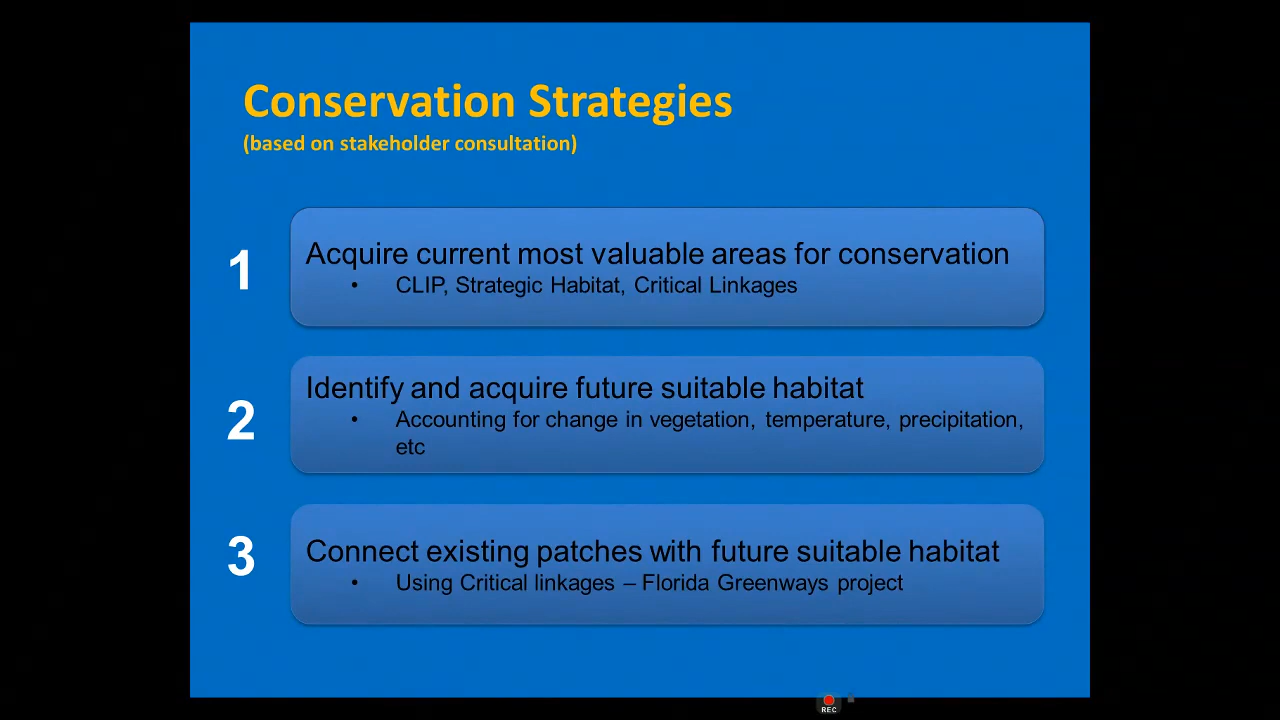 Conservation Strategies
(based on stakeholder consultation)
1
Acquire current most valuable areas for conservation
• CLIP, Strategic Habitat, Critical Linkages
2
Identify and acquire future suitable habitat
• Accounting for change in vegetation, temperature, precipitation,
etc
3
Connect existing patches with future suitable habitat
• Using Critical linkages – Florida Greenways project
REC